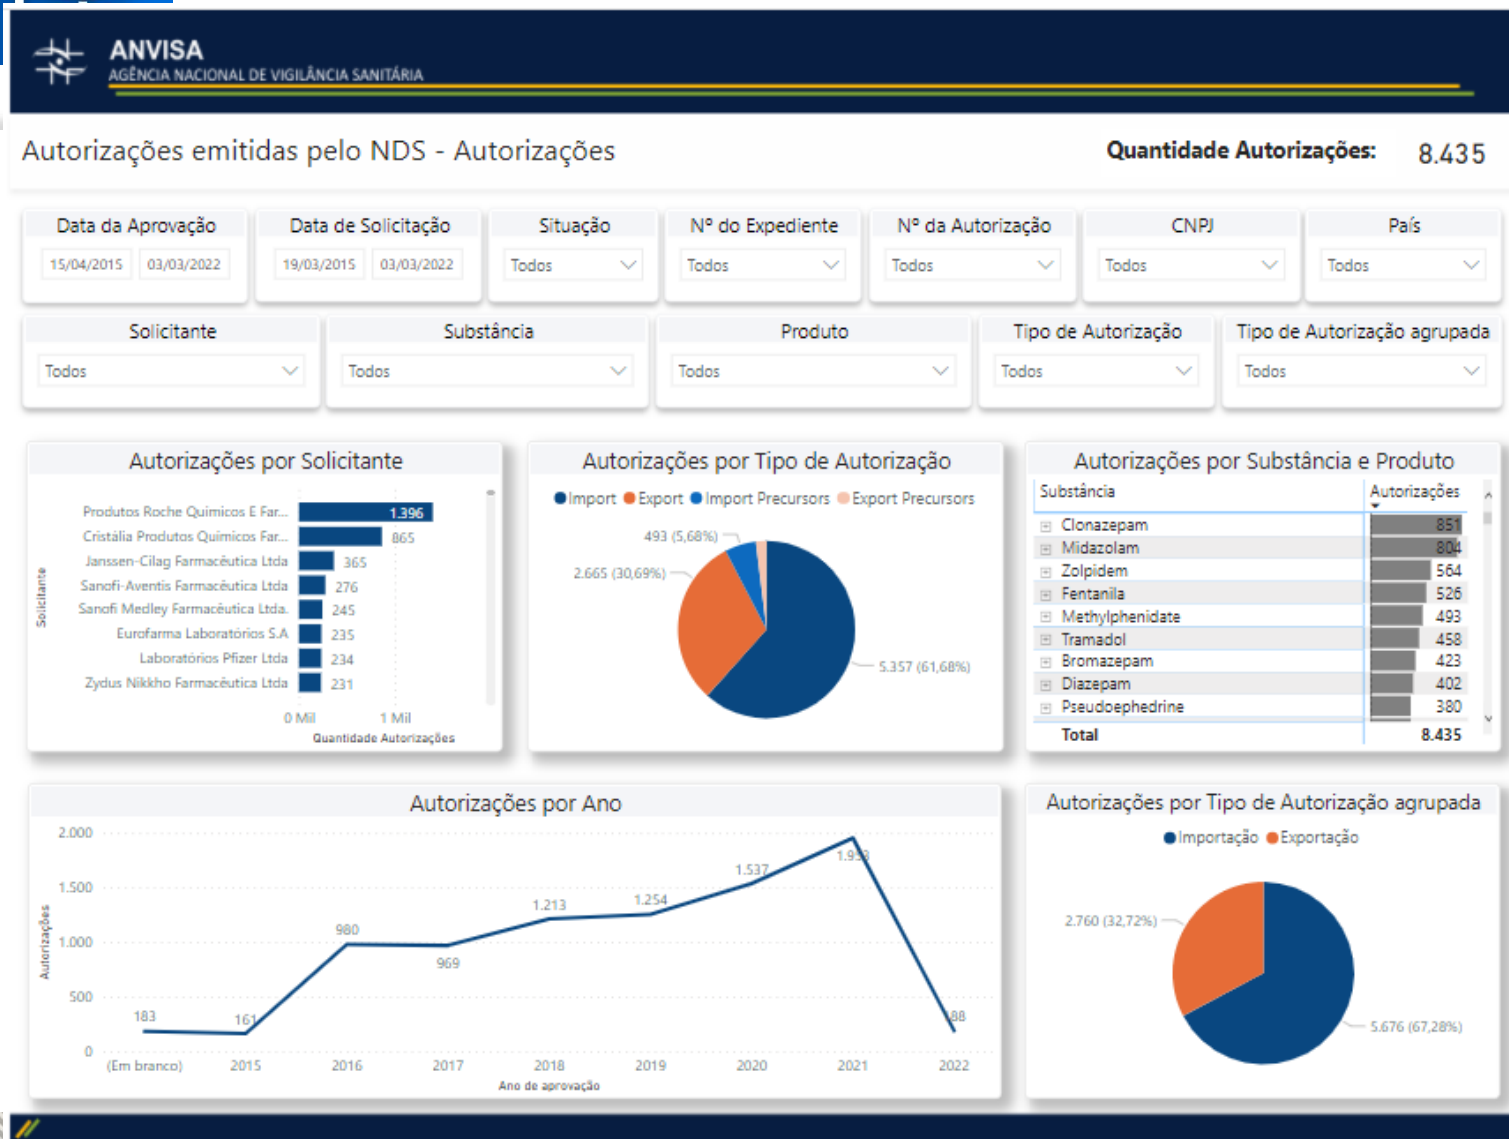 ANVISA
AGÊNCIA NACIONAL DE VIGILÂNCIA SANITÁRIA
Autorizações emitidas pelo NDS - Autorizações
Quantidade Autorizações: 8.435
Data da Aprovação
15/04/2015 03/03/2022
Data de Solicitação
19/03/2015 03/03/2022
Situação
Todos
Nº do Expediente
Todos
Nº da Autorização
Todos
CNPJ
Todos
País
Todos
Solicitante
Todos
Substância
Todos
Produto
Todos
Tipo de Autorização
Todos
Tipo de Autorização agrupada
Todos
Autorizações por Solicitante
Solicitante
Produtos Roche Quimicos E Far... 1.396
Cristália Produtos Quimicos Far... 865
Janssen-Cilag Farmacêutica Ltda 365
Sanofi-Aventis Farmacêutica Ltda 276
Sanofi Medley Farmacêutica Ltda. 245
Eurofarma Laboratórios S.A 235
Laboratórios Pfizer Ltda 234
Zydus Nikkho Farmacêutica Ltda 231
0 Mil 1 Mil
Quantidade Autorizações
Autorizações por Tipo de Autorização
Import Export Import Precursors Export Precursors
493 (5,68%)
2.665 (30,69%)
5.357 (61,68%)
Autorizações por Substância e Produto
Substância Autorizações
Clonazepam 851
Midazolam 804
Zolpidem 564
Fentanila 526
Methylphenidate 493
Tramadol 458
Bromazepam 423
Diazepam 402
Pseudoephedrine 380
Total 8.435
Autorizações por Ano
Autorizações
2.000
1.500
1.000
500
0
183
161
980
969
1.213
1.254
1.537
1.953
(Em branco) 2015 2016 2017 2018 2019 2020 2021 2022
Ano de aprovação
Autorizações por Tipo de Autorização agrupada
Importação Exportação
2.760 (32,72%)
5.676 (67,28%)